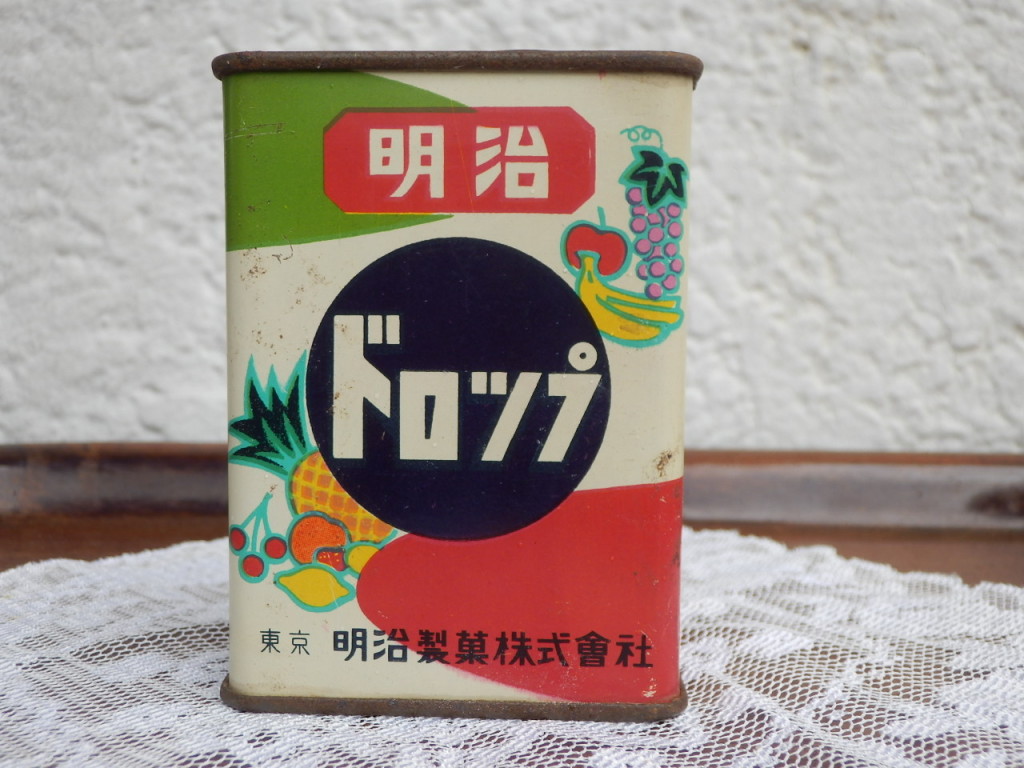 明治
ドロップ
東京 明治製菓株式會社